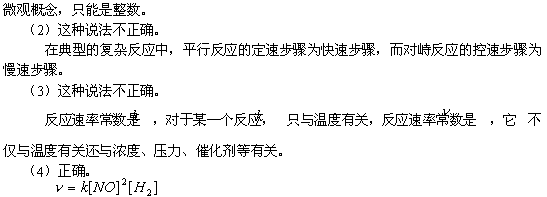 微观概念，只能是整数。
（2）这种说法不正确。
在典型的复杂反应中，平行反应的定速步骤为快速步骤，而对峙反应的控速步骤为
慢速步骤。
（3）这种说法不正确。
反应速率常数是k，对于某一个反应，k只与温度有关，反应速率常数是ν，它 不
仅与温度有关还与浓度、压力、催化剂等有关。
（4）正确。
ν = k[NO]²[H₂]